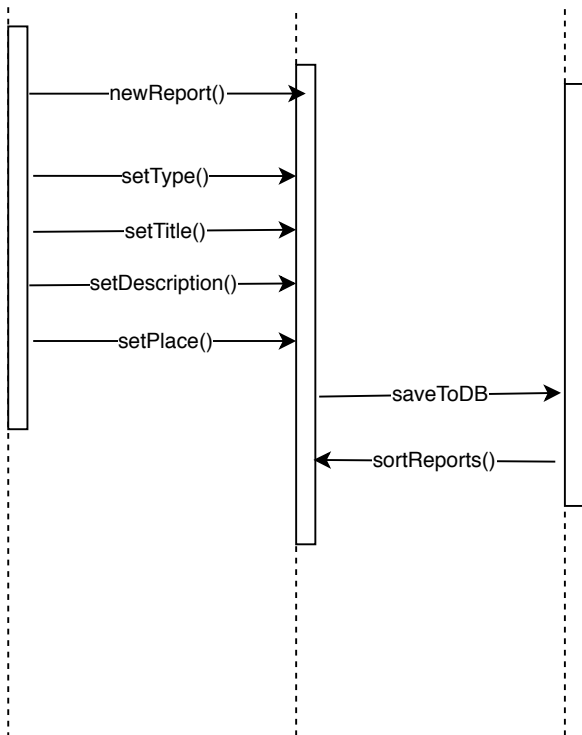 newReport()
setType()
setTitle()
setDescription()
setPlace()
saveToDB
sortReports()